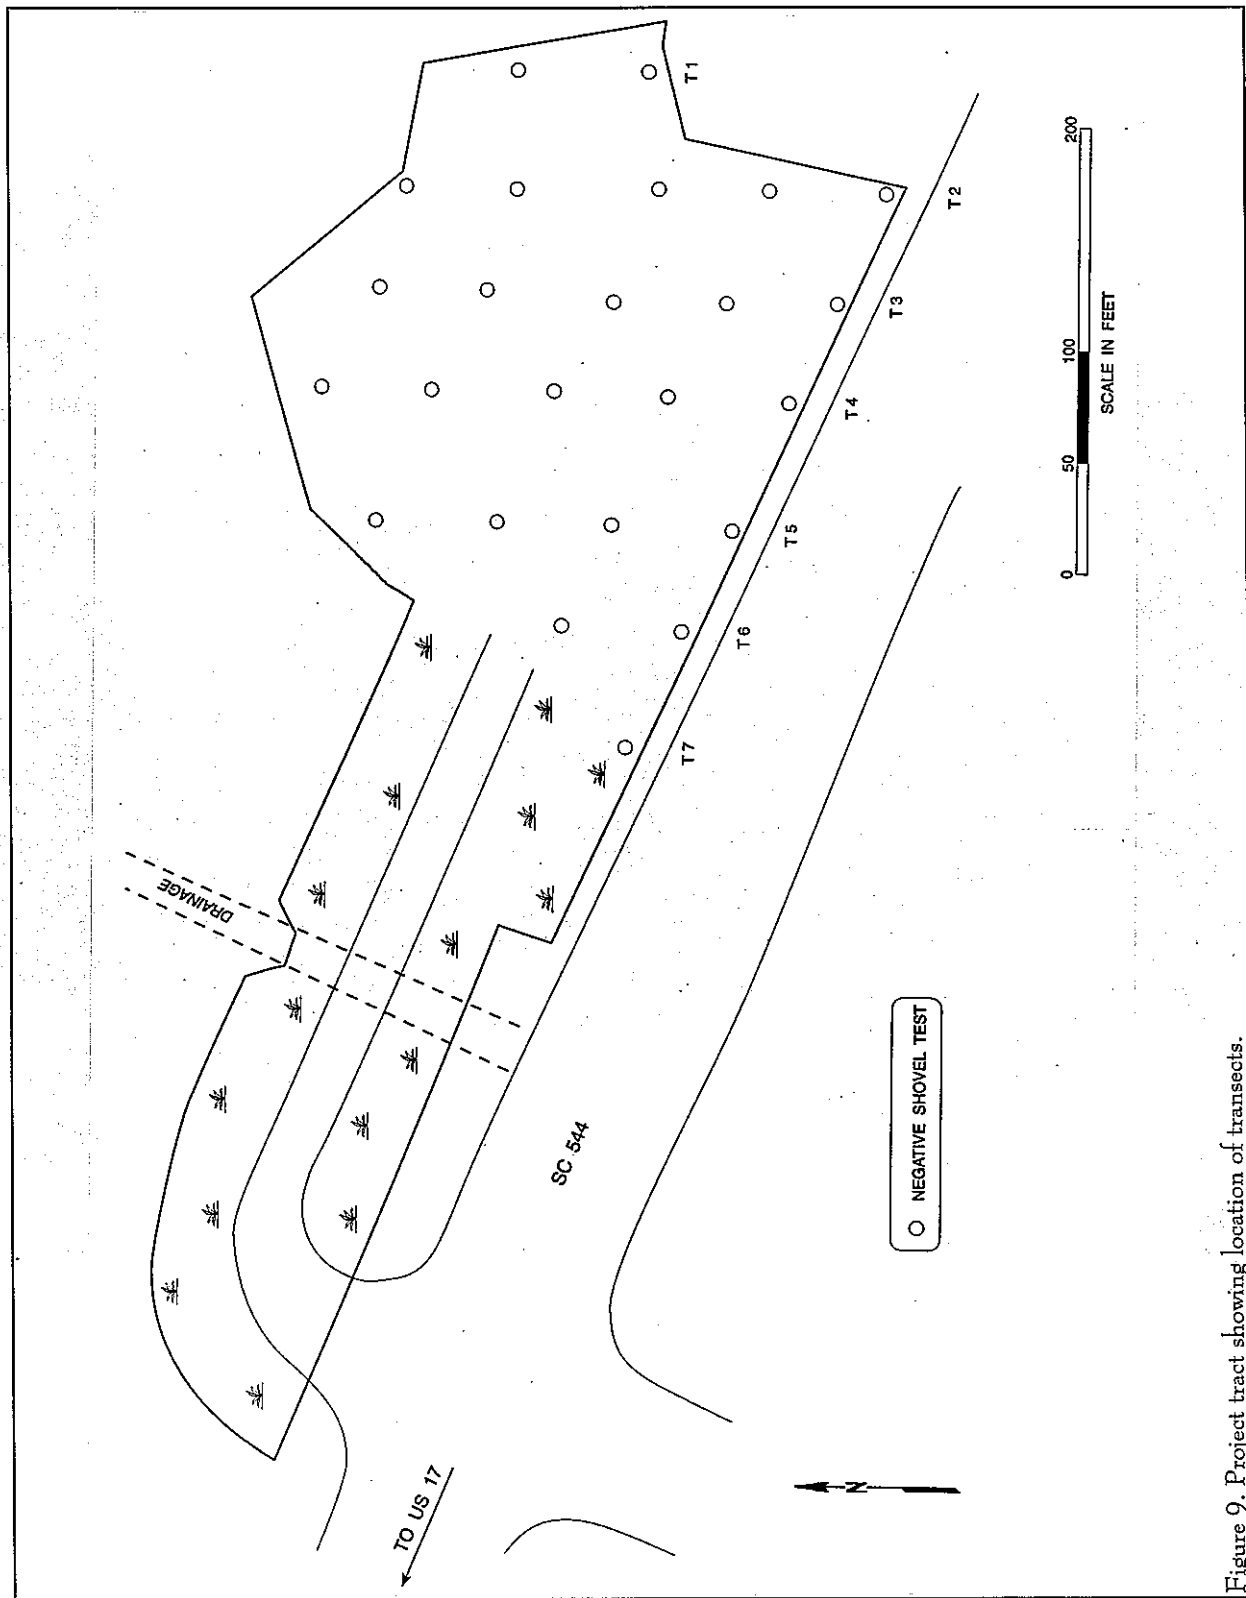 T1
T2
T3
T4
T5
T6
T7
DRAINAGE
SC 544
TO US 17
N
NEGATIVE SHOVEL TEST
0 50 100 200
SCALE IN FEET
Figure 9. Project tract showing location of transects.